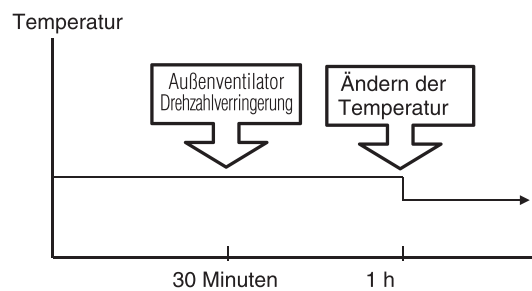 Temperatur
Außenventilator
Drehzahlverringerung
Ändern der
Temperatur
30 Minuten
1 h